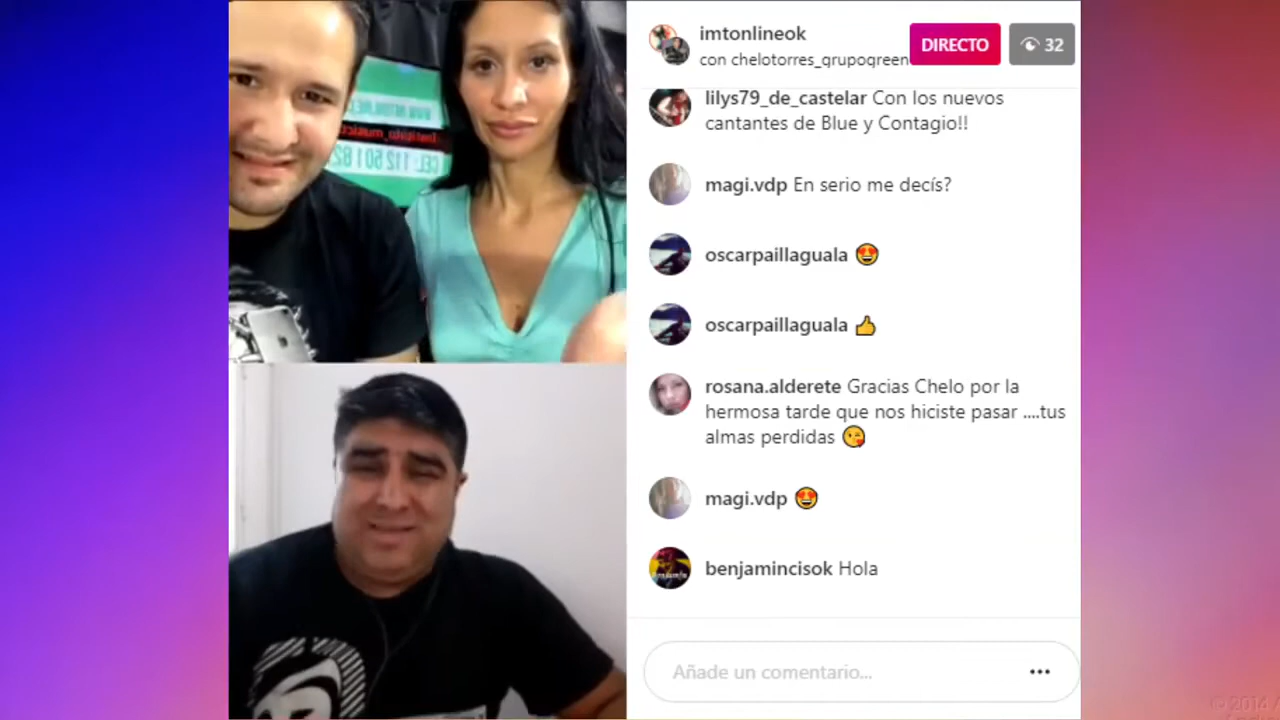 imtonlineok
con chelotorres_grupogreen
DIRECTO
32
lilys79_de_castelar Con los nuevos
cantantes de Blue y Contagio!!
magi.vdp En serio me decís?
oscarpaillaguala 😍
oscarpaillaguala 👍
rosana.alderete Gracias Chelo por la
hermosa tarde que nos hiciste pasar ....tus
almas perdidas 😘
magi.vdp 😍
benjamincisok Hola
Añade un comentario...
© 2014